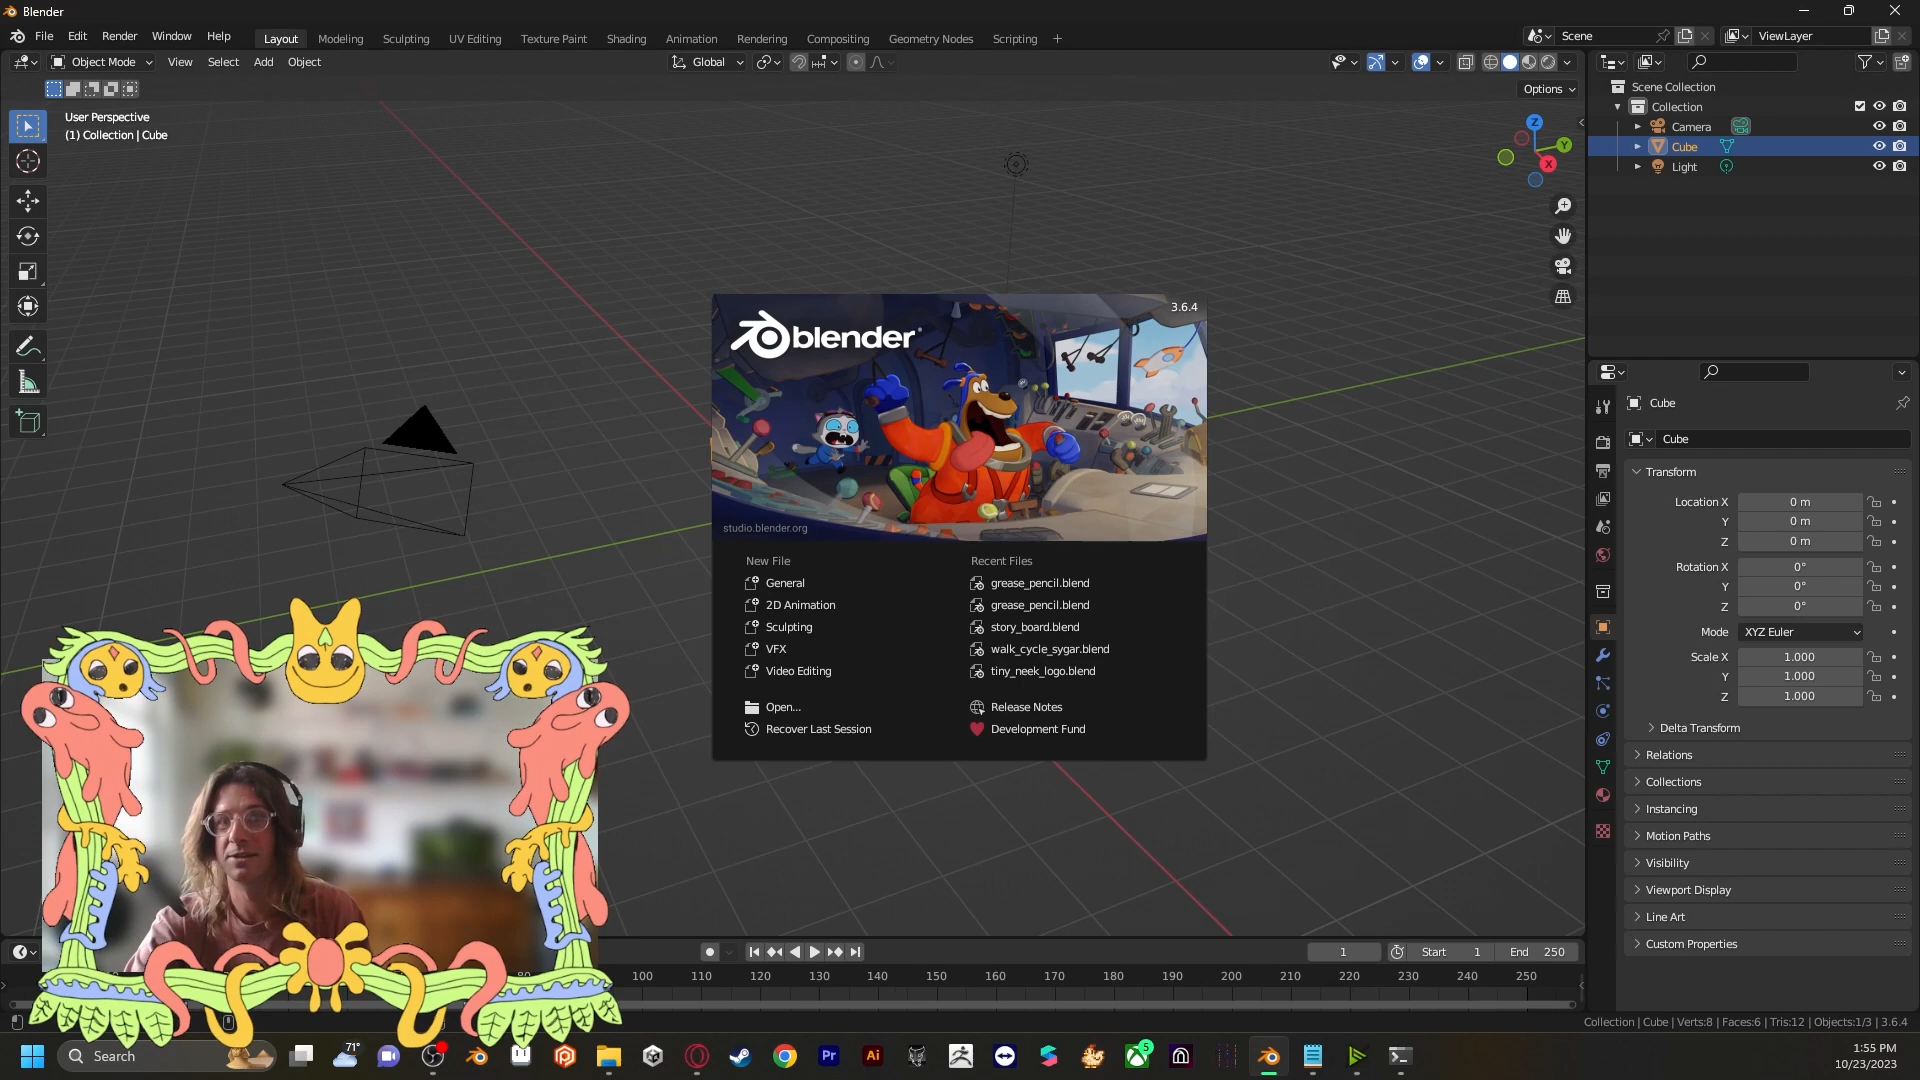 Blender
File Edit Render Window Help
Layout Modeling Sculpting UV Editing Texture Paint Shading Animation Rendering Compositing Geometry Nodes Scripting +
Scene
ViewLayer
Object Mode View Select Add Object
Global
Options
User Perspective
(1) Collection | Cube
Z
Y
X
Scene Collection
Collection
Camera
Cube
Light
blender
3.6.4
studio.blender.org
New File
General
2D Animation
Sculpting
VFX
Video Editing
Open...
Recover Last Session
Recent Files
grease_pencil.blend
grease_pencil.blend
story_board.blend
walk_cycle_sygar.blend
tiny_neek_logo.blend
Release Notes
Development Fund
Cube
Cube
Transform
Location X 0 m
Y 0 m
Z 0 m
Rotation X 0°
Y 0°
Z 0°
Mode XYZ Euler
Scale X 1.000
Y 1.000
Z 1.000
Delta Transform
Relations
Collections
Instancing
Motion Paths
Visibility
Viewport Display
Line Art
Custom Properties
1 Start 1 End 250
100 110 120 130 140 150 160 170 180 190 200 210 220 230 240 250
Collection | Cube | Verts:8 | Faces:6 | Tris:12 | Objects:1/3 | 3.6.4
Search
71°
Pr
Ai
5
1:55 PM
10/23/2023